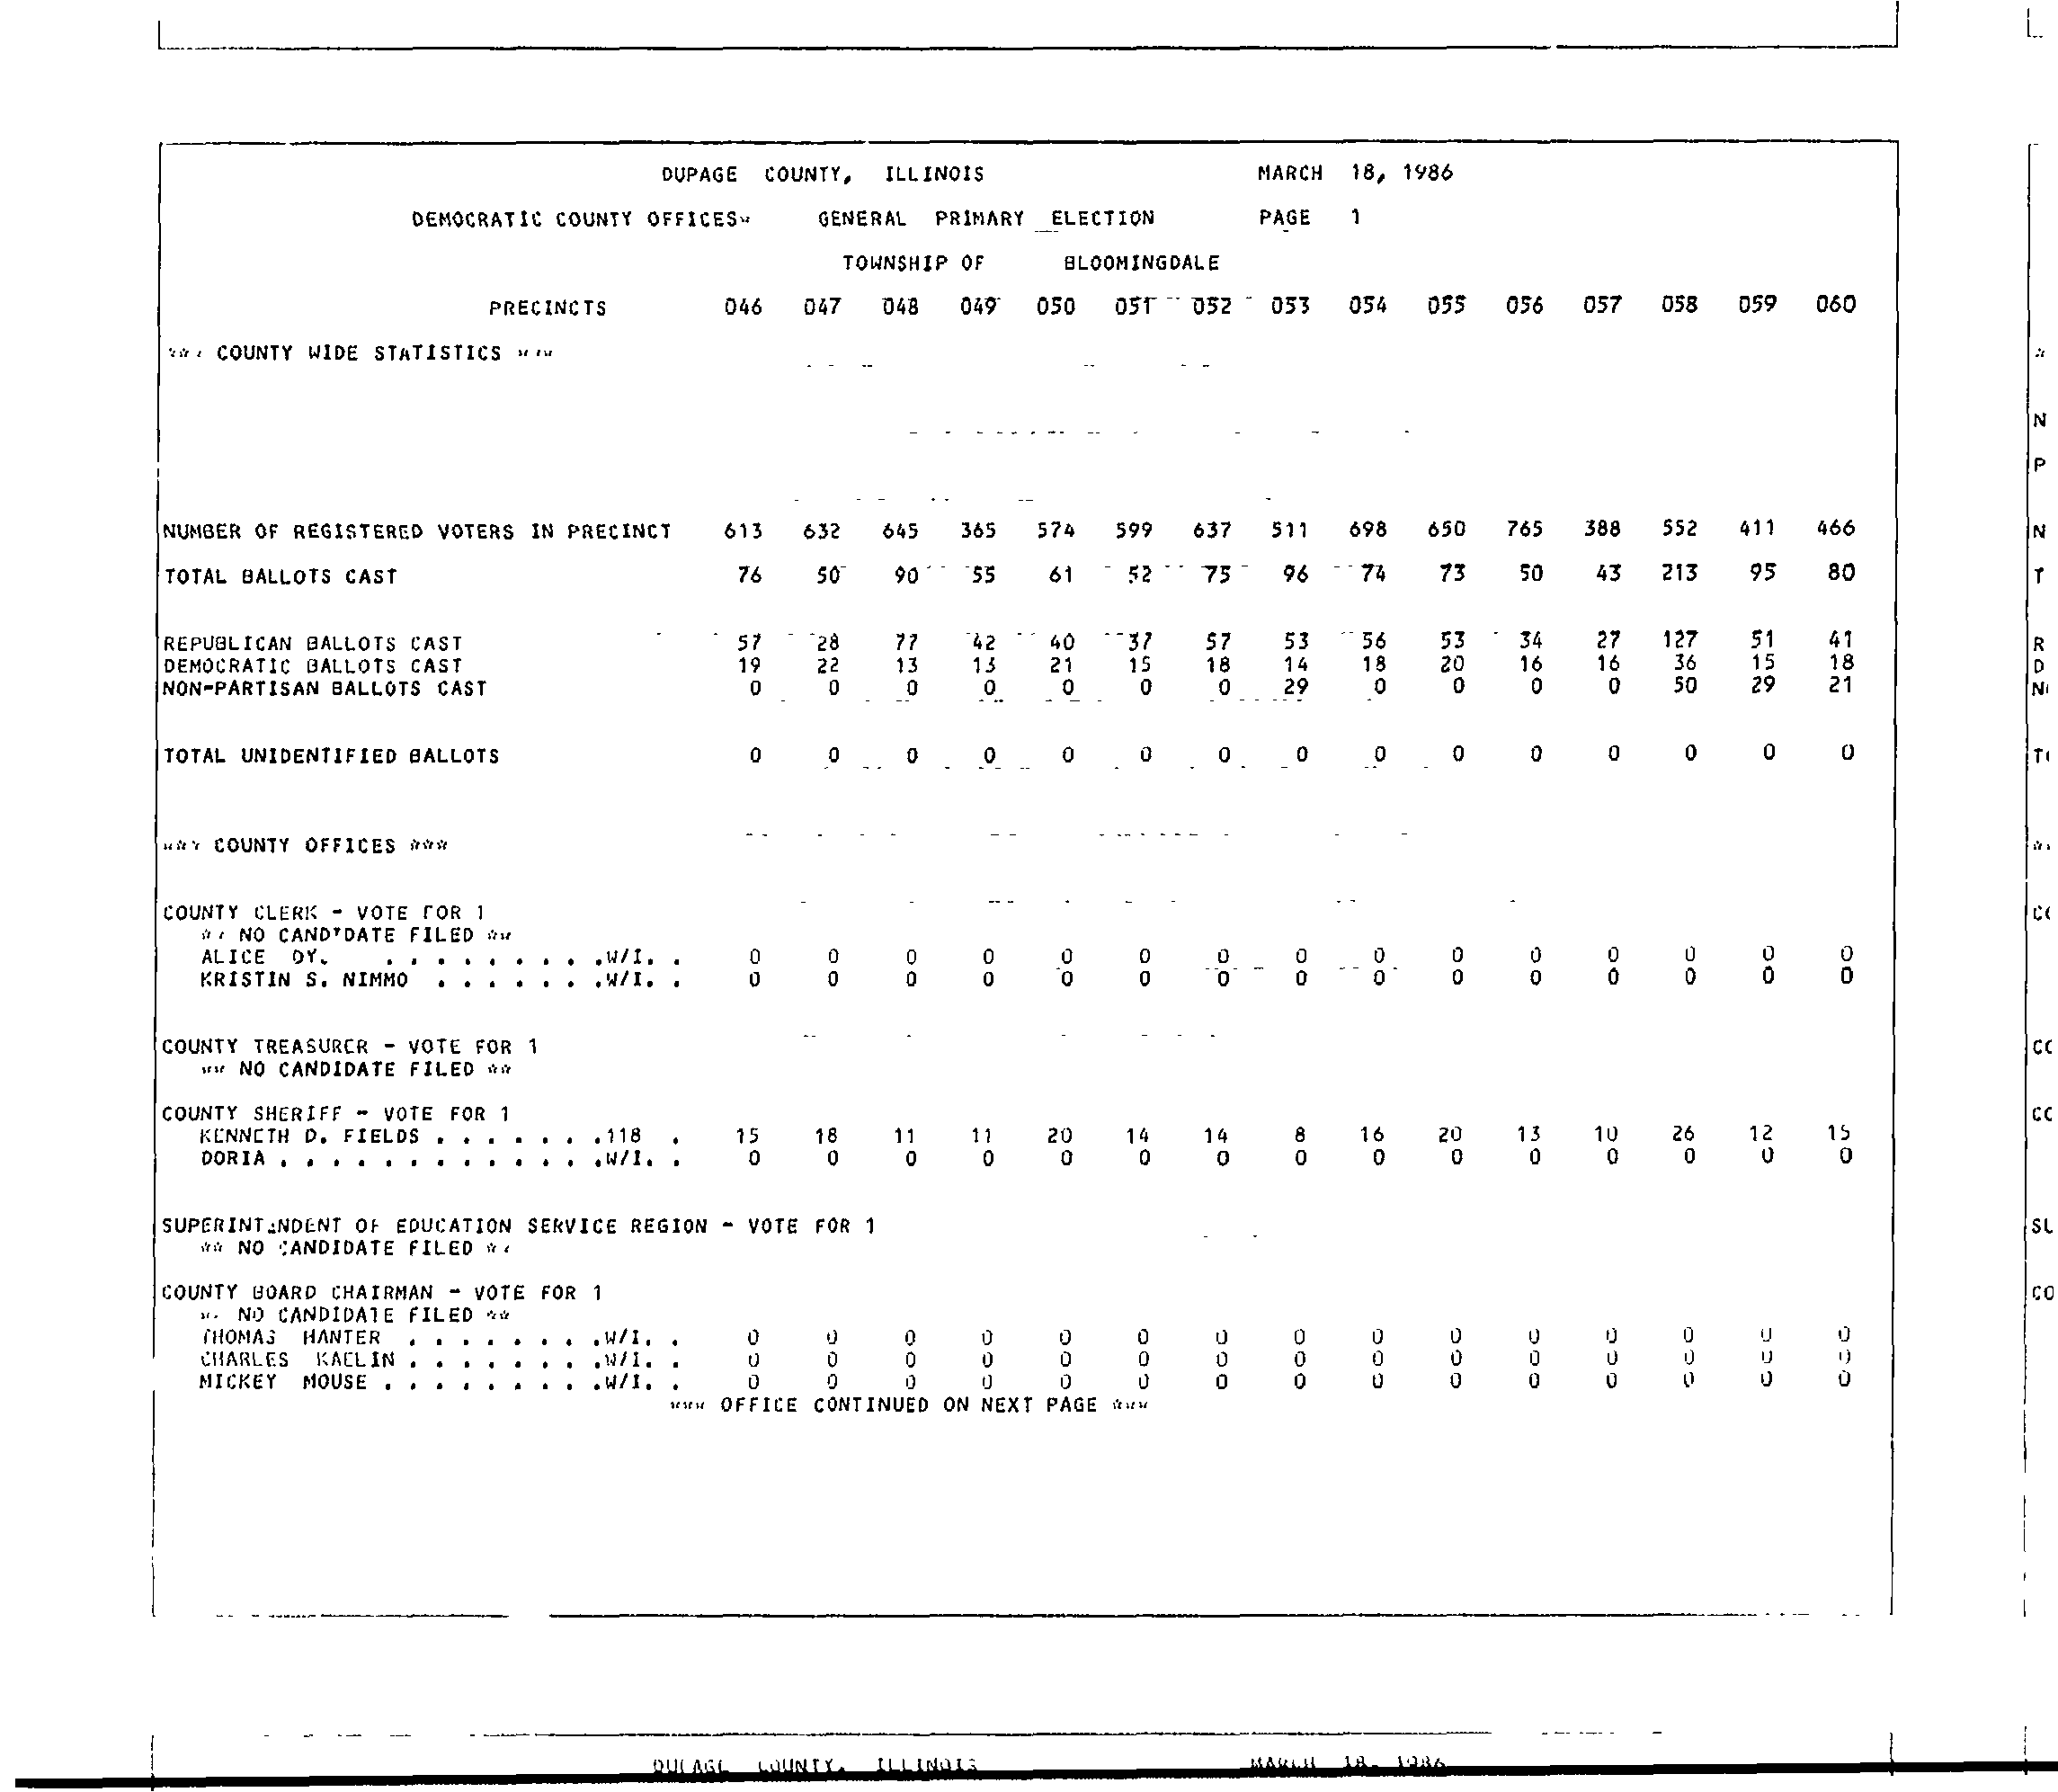 DUPAGE COUNTY, ILLINOIS MARCH 18, 1986
DEMOCRATIC COUNTY OFFICES* GENERAL PRIMARY ELECTION PAGE 1
TOWNSHIP OF BLOOMINGDALE
PRECINCTS 046 047 048 049 050 051 052 053 054 055 056 057 058 059 060
*** COUNTY WIDE STATISTICS ***
NUMBER OF REGISTERED VOTERS IN PRECINCT 613 632 645 365 574 599 637 511 698 650 765 388 552 411 466
TOTAL BALLOTS CAST 76 50 90 55 61 52 75 96 74 73 50 43 213 95 80
REPUBLICAN BALLOTS CAST 57 28 77 42 40 37 57 53 56 53 34 27 127 51 41
DEMOCRATIC BALLOTS CAST 19 22 13 13 21 15 18 14 18 20 16 16 36 15 18
NON-PARTISAN BALLOTS CAST 0 0 0 0 0 0 0 29 0 0 0 0 50 29 21
TOTAL UNIDENTIFIED BALLOTS 0 0 0 0 0 0 0 0 0 0 0 0 0 0 0
*** COUNTY OFFICES ***
COUNTY CLERK - VOTE FOR 1
** NO CANDIDATE FILED **
ALICE . . . . . . . . .W/I. . 0 0 0 0 0 0 0 0 0 0 0 0 0 0 0
KRISTIN S. NIMMO . . . . . . .W/I. . 0 0 0 0 0 0 0 0 0 0 0 0 0 0 0
COUNTY TREASURER - VOTE FOR 1
** NO CANDIDATE FILED **
COUNTY SHERIFF - VOTE FOR 1
KENNETH D. FIELDS . . . . . . .118 . 15 18 11 11 20 14 14 8 16 20 13 10 26 12 15
DORIA . . . . . . . . . . . . .W/I. . 0 0 0 0 0 0 0 0 0 0 0 0 0 0 0
SUPERINTENDENT OF EDUCATION SERVICE REGION - VOTE FOR 1
** NO CANDIDATE FILED **
COUNTY BOARD CHAIRMAN - VOTE FOR 1
** NO CANDIDATE FILED **
THOMAS HANTER . . . . . . . .W/I. . 0 0 0 0 0 0 0 0 0 0 0 0 0 0 0
CHARLES KAELIN . . . . . . . .W/I. . 0 0 0 0 0 0 0 0 0 0 0 0 0 0 0
MICKEY MOUSE . . . . . . . . .W/I. . 0 0 0 0 0 0 0 0 0 0 0 0 0 0 0
*** OFFICE CONTINUED ON NEXT PAGE ***
DUPAGE COUNTY, ILLINOIS MARCH 18, 1986